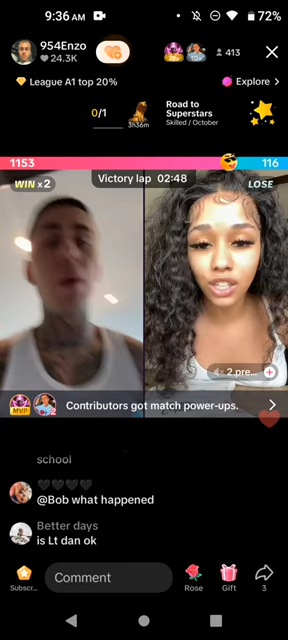 9:36 AM
72%
954Enzo
24.3K
413
League A1 top 20%
Explore >
0/1
3h36m
Road to
Superstars
Skilled / October
1153
116
WIN x2
Victory lap 02:48
LOSE
2 pre...
MVP
Contributors got match power-ups.
school
@Bob what happened
Better days
is Lt dan ok
Subscr...
Comment
Rose
Gift
3